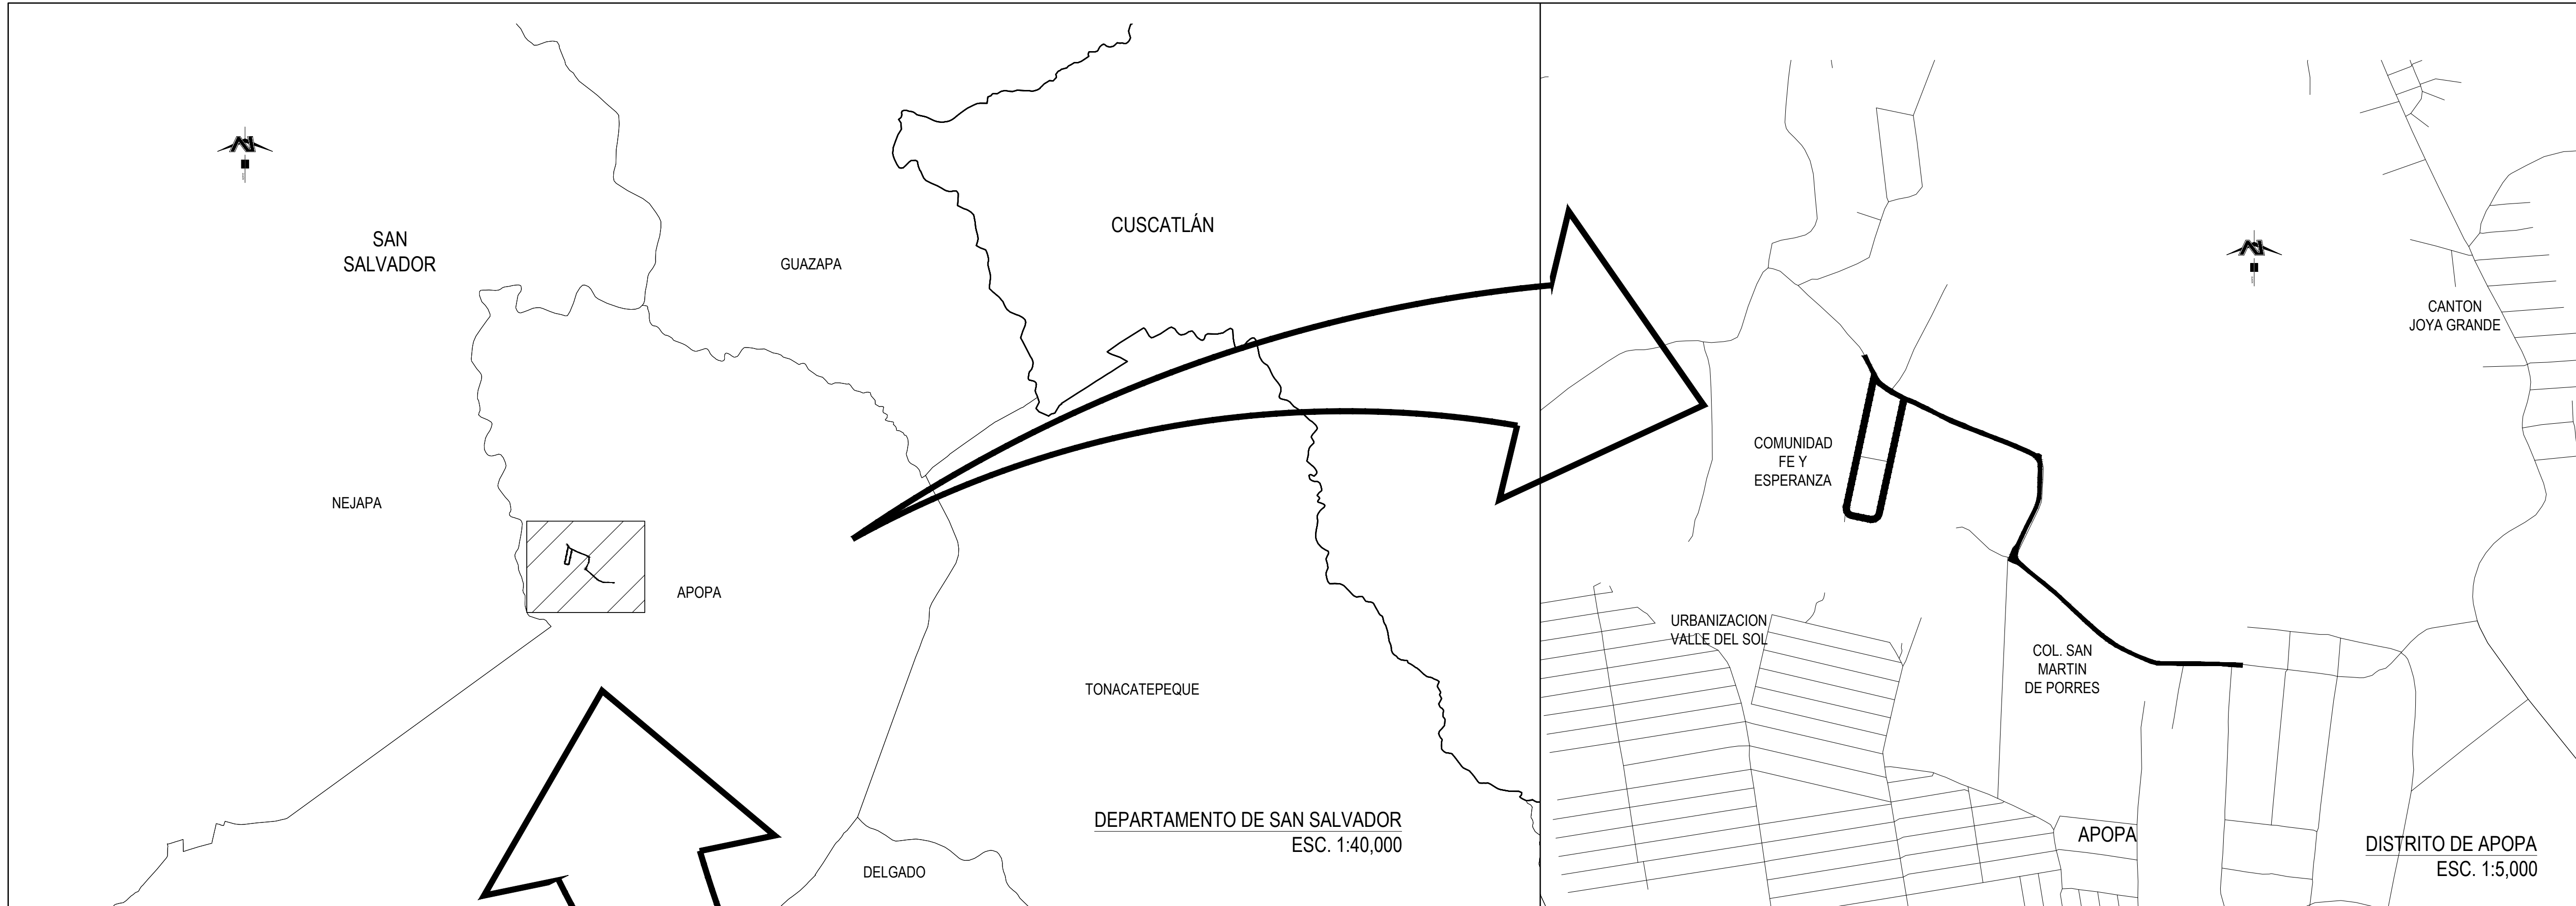 SAN
SALVADOR
GUAZAPA
CUSCATLÁN
NEJAPA
APOPA
TONACATEPEQUE
DELGADO
DEPARTAMENTO DE SAN SALVADOR
ESC. 1:40,000
N
N
CANTON
JOYA GRANDE
COMUNIDAD
FE Y
ESPERANZA
URBANIZACION
VALLE DEL SOL
COL. SAN
MARTIN
DE PORRES
APOPA
DISTRITO DE APOPA
ESC. 1:5,000